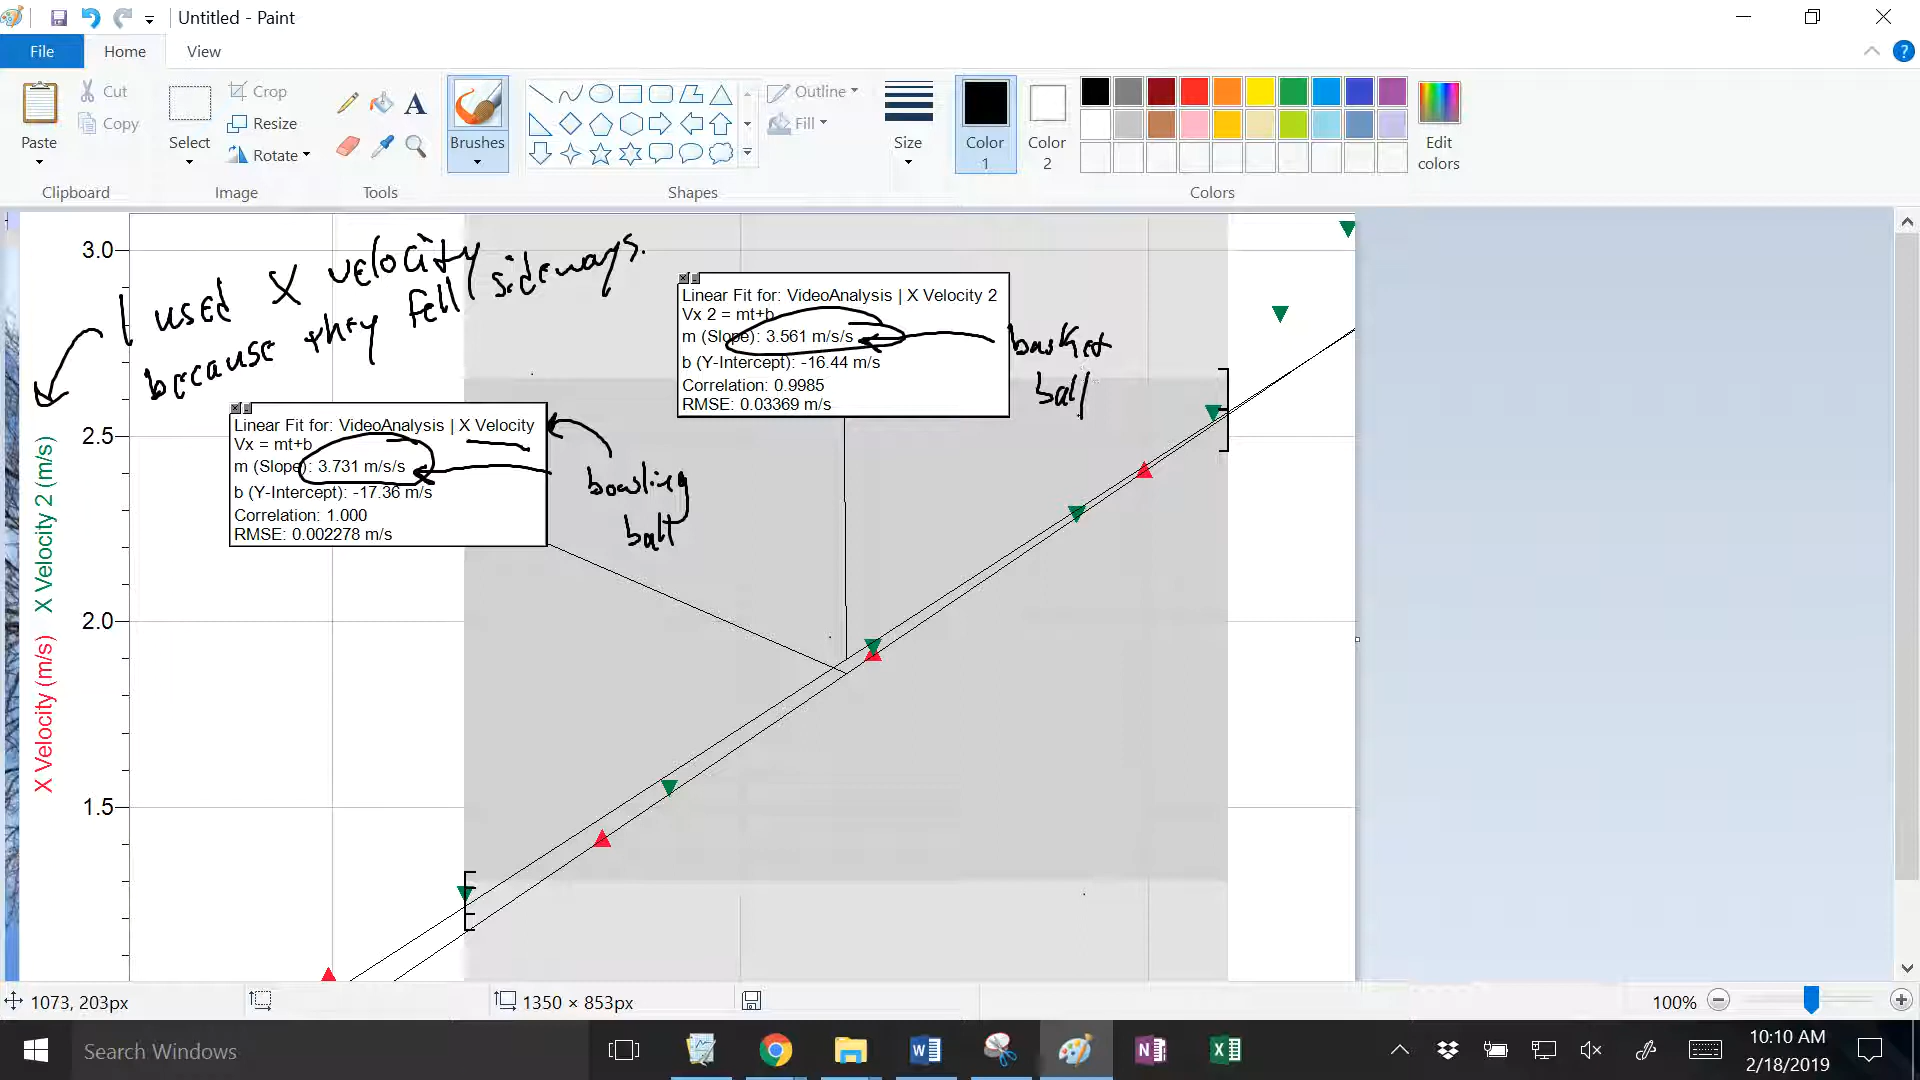 Untitled - Paint
File
Home
View
Paste
Cut
Copy
Clipboard
Select
Crop
Resize
Rotate
Image
Tools
Brushes
Outline
Fill
Shapes
Size
Color 1
Color 2
Edit colors
Colors
3.0
2.5
2.0
1.5
X Velocity 2 (m/s)
X Velocity (m/s)
I used X velocity
because they fell sideways.
Linear Fit for: VideoAnalysis | X Velocity 2
Vx 2 = mt+b
m (Slope): 3.561 m/s/s
b (Y-Intercept): -16.44 m/s
Correlation: 0.9985
RMSE: 0.03369 m/s
basket
ball
Linear Fit for: VideoAnalysis | X Velocity
Vx = mt+b
m (Slope): 3.731 m/s/s
b (Y-Intercept): -17.36 m/s
Correlation: 1.000
RMSE: 0.002278 m/s
bowling
ball
1073, 203px
1350 × 853px
100%
Search Windows
10:10 AM
2/18/2019